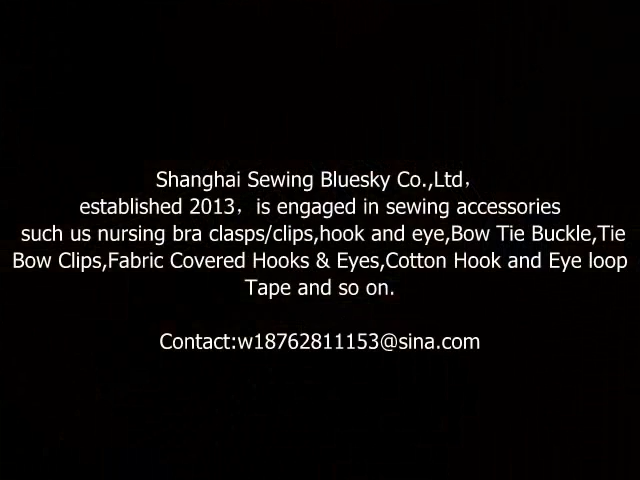 Shanghai Sewing Bluesky Co.,Ltd，
established 2013，is engaged in sewing accessories
such us nursing bra clasps/clips,hook and eye,Bow Tie Buckle,Tie
Bow Clips,Fabric Covered Hooks & Eyes,Cotton Hook and Eye loop
Tape and so on.
Contact:w18762811153@sina.com